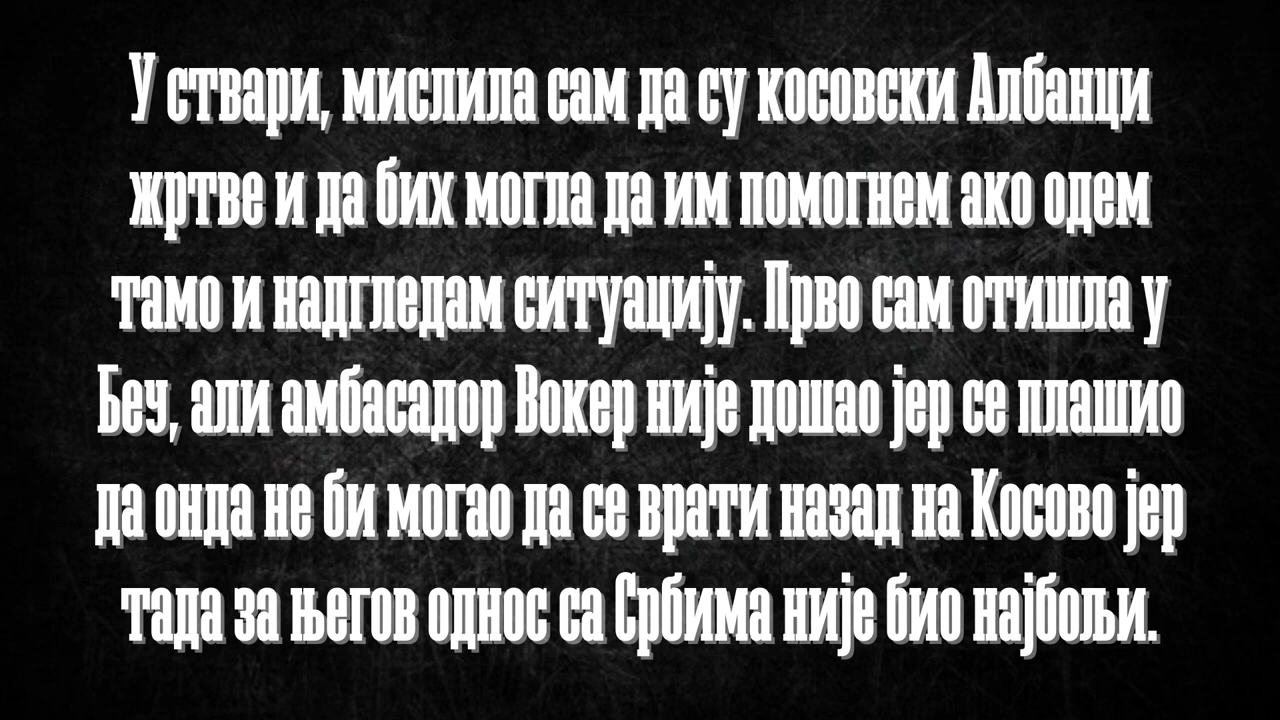 У ствари, мислила сам да су косовски Албанци
жртве и да бих могла да им помогнем ако одем
тамо и надгледам ситуацију. Прво сам отишла у
Беч, али амбасадор Вокер није дошао јер се плашио
да онда не би могао да се врати назад на Косово јер
тада за његов однос са Србима није био најбољи.